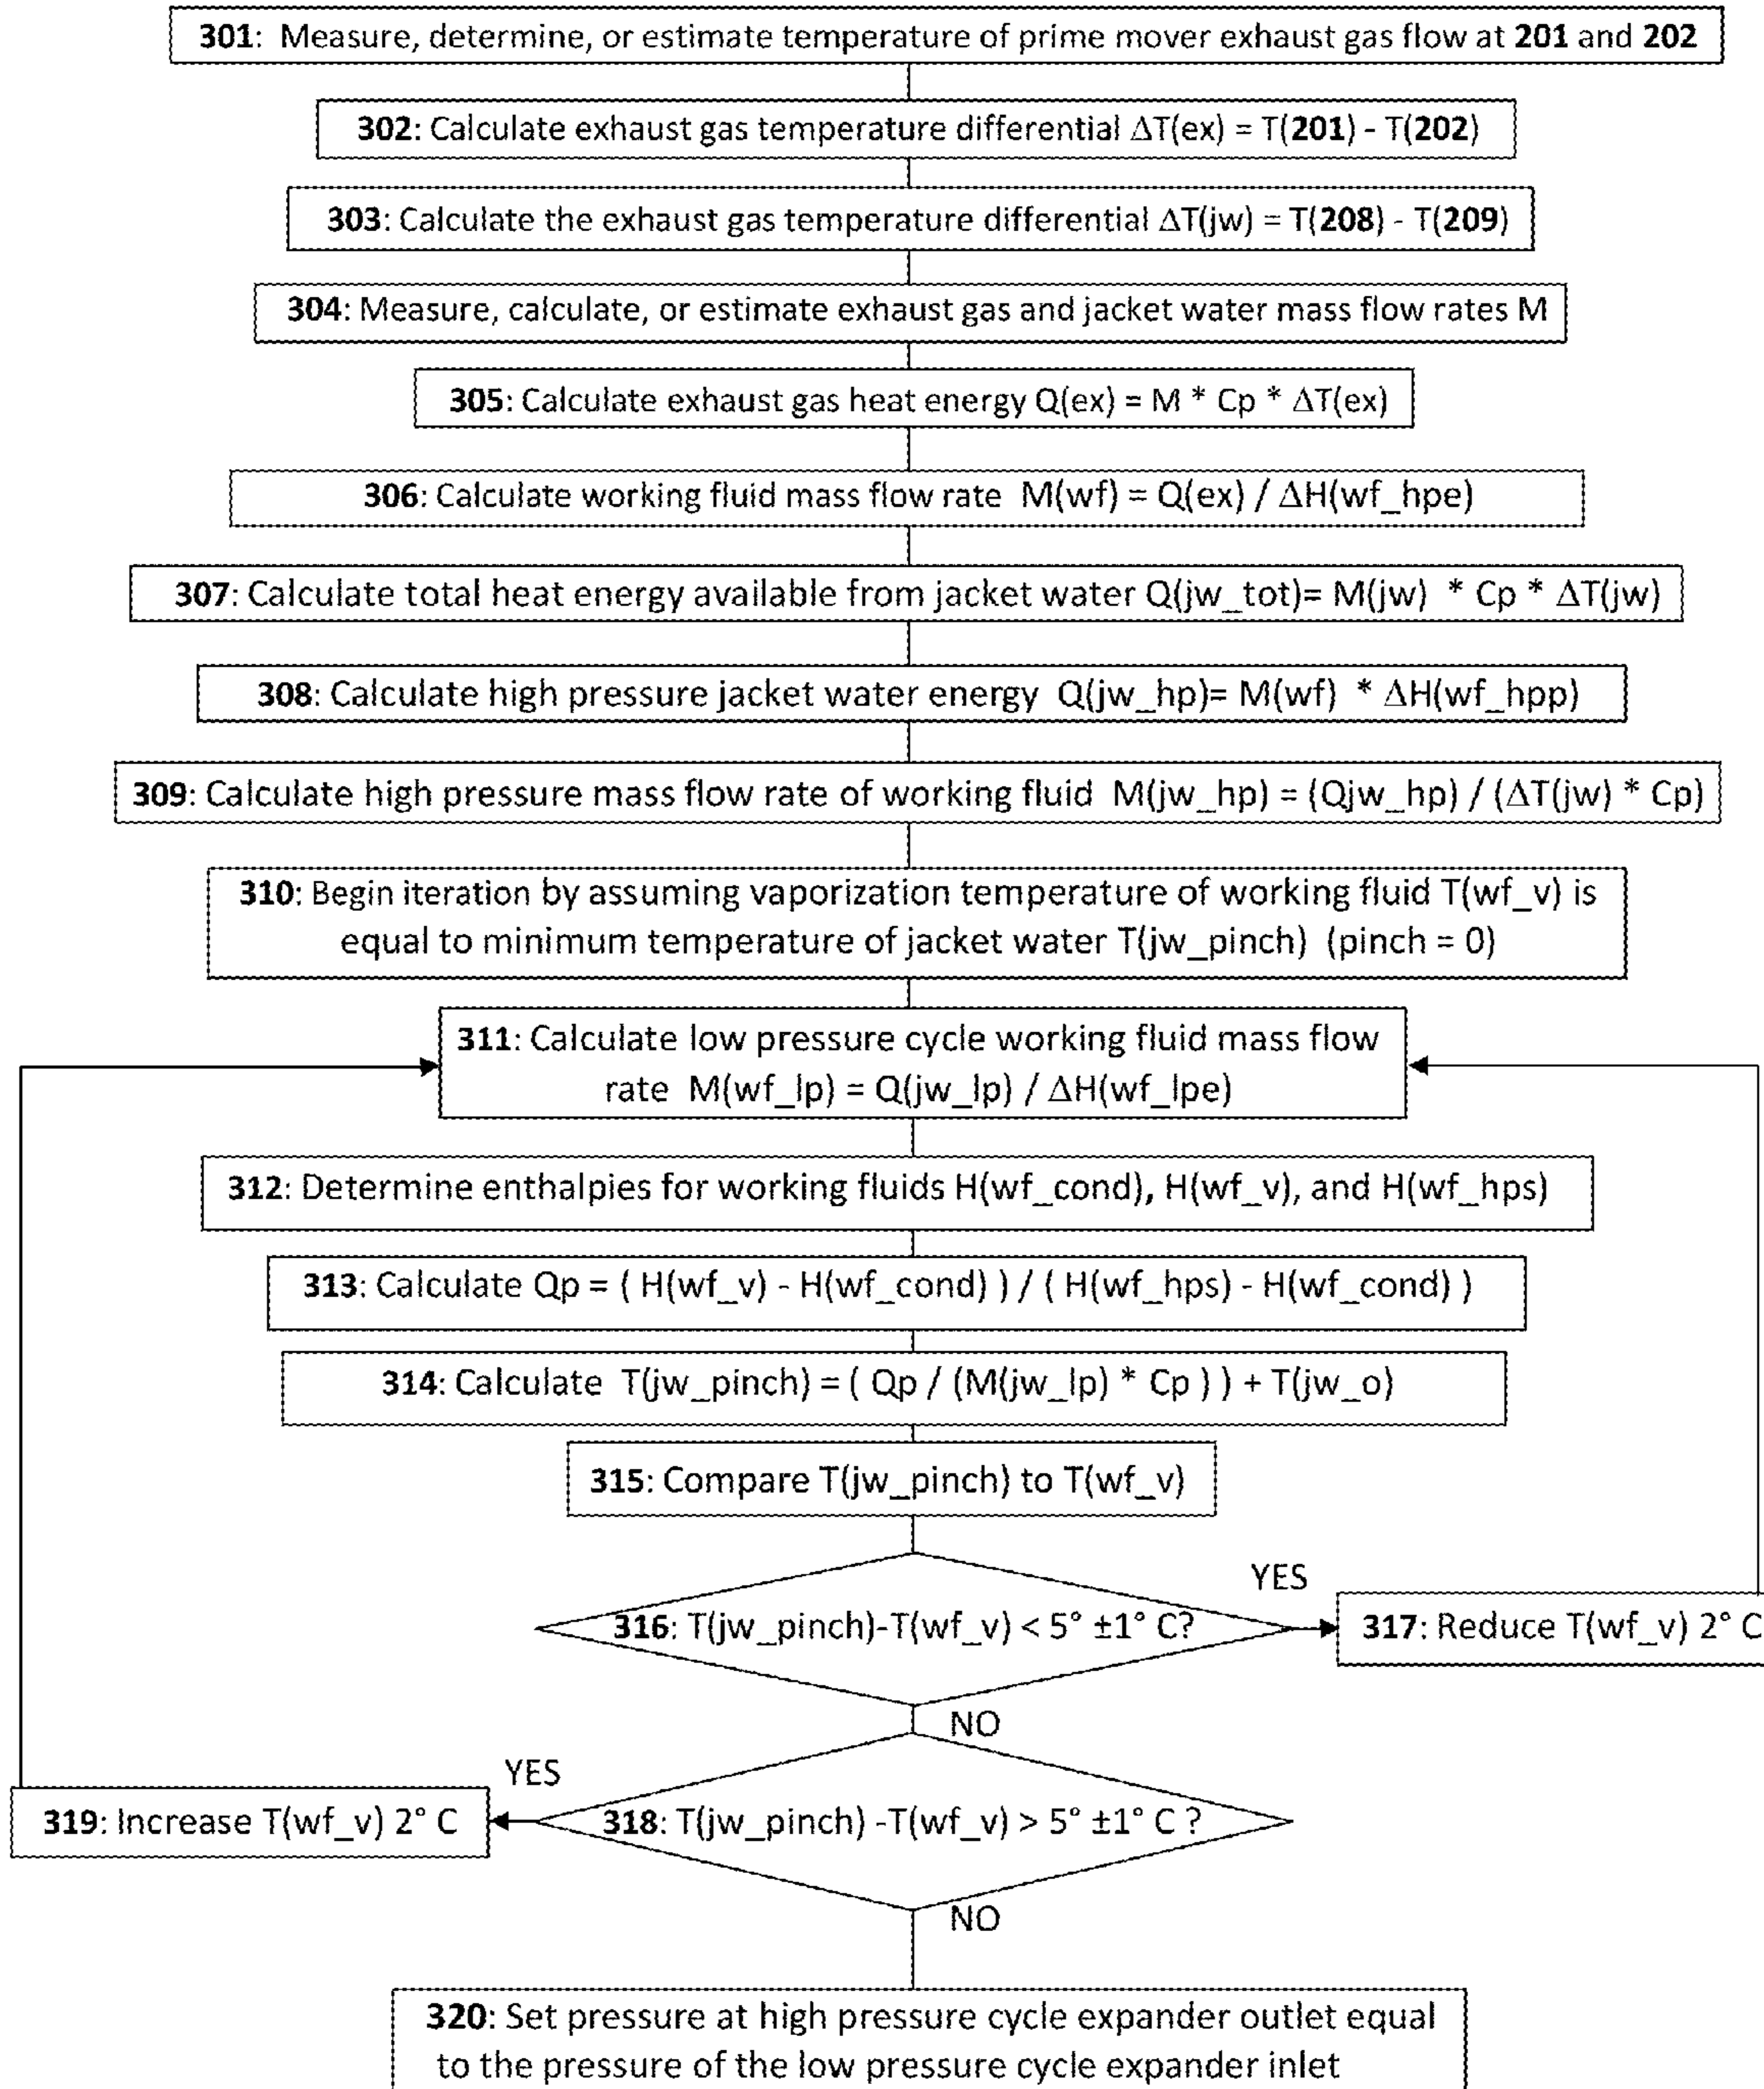 301: Measure, determine, or estimate temperature of prime mover exhaust gas flow at 201 and 202
302: Calculate exhaust gas temperature differential ΔT(ex) = T(201) - T(202)
303: Calculate the exhaust gas temperature differential ΔT(jw) = T(208) - T(209)
304: Measure, calculate, or estimate exhaust gas and jacket water mass flow rates M
305: Calculate exhaust gas heat energy Q(ex) = M * Cp * ΔT(ex)
306: Calculate working fluid mass flow rate M(wf) = Q(ex) / ΔH(wf_hpe)
307: Calculate total heat energy available from jacket water Q(jw_tot)= M(jw) * Cp * ΔT(jw)
308: Calculate high pressure jacket water energy Q(jw_hp)= M(wf) * ΔH(wf_hpp)
309: Calculate high pressure mass flow rate of working fluid M(jw_hp) = (Qjw_hp) / (ΔT(jw) * Cp)
310: Begin iteration by assuming vaporization temperature of working fluid T(wf_v) is
equal to minimum temperature of jacket water T(jw_pinch) (pinch = 0)
311: Calculate low pressure cycle working fluid mass flow
rate M(wf_lp) = Q(jw_lp) / ΔH(wf_lpe)
312: Determine enthalpies for working fluids H(wf_cond), H(wf_v), and H(wf_hps)
313: Calculate Qp = ( H(wf_v) - H(wf_cond) ) / ( H(wf_hps) - H(wf_cond) )
314: Calculate T(jw_pinch) = ( Qp / (M(jw_lp) * Cp ) ) + T(jw_o)
315: Compare T(jw_pinch) to T(wf_v)
YES
316: T(jw_pinch)-T(wf_v) < 5° ±1° C?
317: Reduce T(wf_v) 2° C
NO
YES
319: Increase T(wf_v) 2° C
318: T(jw_pinch) -T(wf_v) > 5° ±1° C ?
NO
320: Set pressure at high pressure cycle expander outlet equal
to the pressure of the low pressure cycle expander inlet